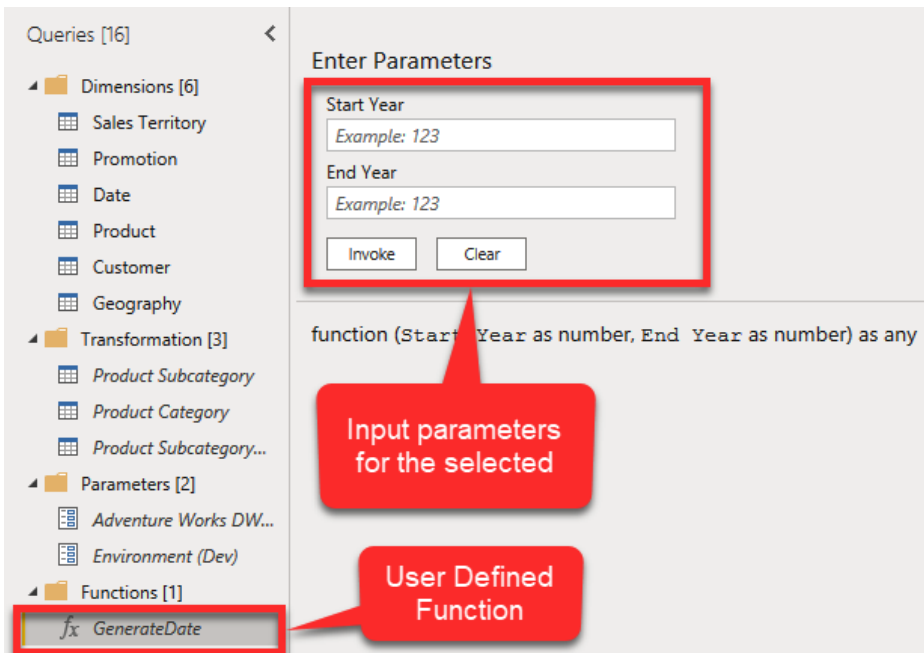 Queries [16]
Dimensions [6]
Sales Territory
Promotion
Date
Product
Customer
Geography
Transformation [3]
Product Subcategory
Product Category
Product Subcategory...
Parameters [2]
Adventure Works DW...
Environment (Dev)
Functions [1]
fx GenerateDate
Enter Parameters
Start Year
Example: 123
End Year
Example: 123
Invoke Clear
function (Start Year as number, End Year as number) as any
Input parameters
for the selected
User Defined
Function